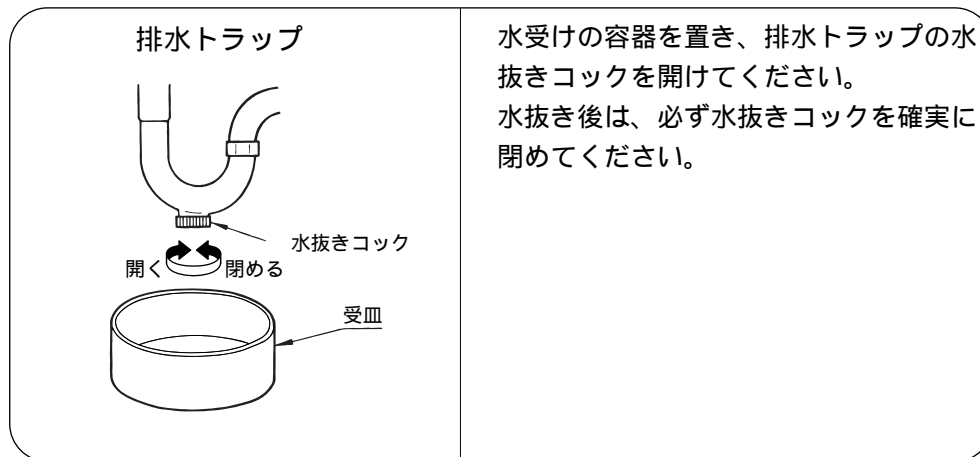 排水トラップ
水抜きコック
開く
閉める
受皿
水受けの容器を置き、排水トラップの水
抜きコックを開けてください。
水抜き後は、必ず水抜きコックを確実に
閉めてください。